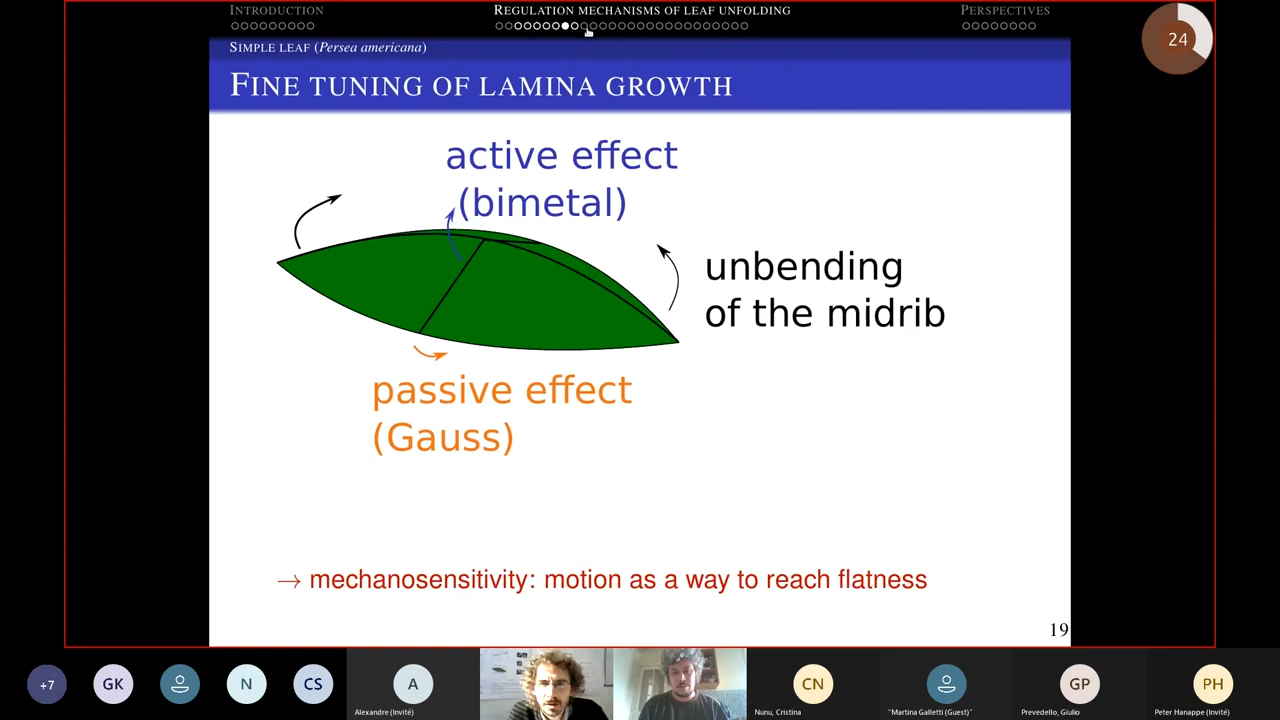 INTRODUCTION
REGULATION MECHANISMS OF LEAF UNFOLDING
PERSPECTIVES
24
SIMPLE LEAF (Persea americana)
FINE TUNING OF LAMINA GROWTH
active effect
(bimetal)
unbending
of the midrib
passive effect
(Gauss)
→ mechanosensitivity: motion as a way to reach flatness
19
+7
GK
N
CS
A
CN
GP
PH
Alexandre (Invité)
Nunu, Cristina
"Martina Galletti (Guest)"
Prevedello, Giulio
Peter Hanappe (Invité)